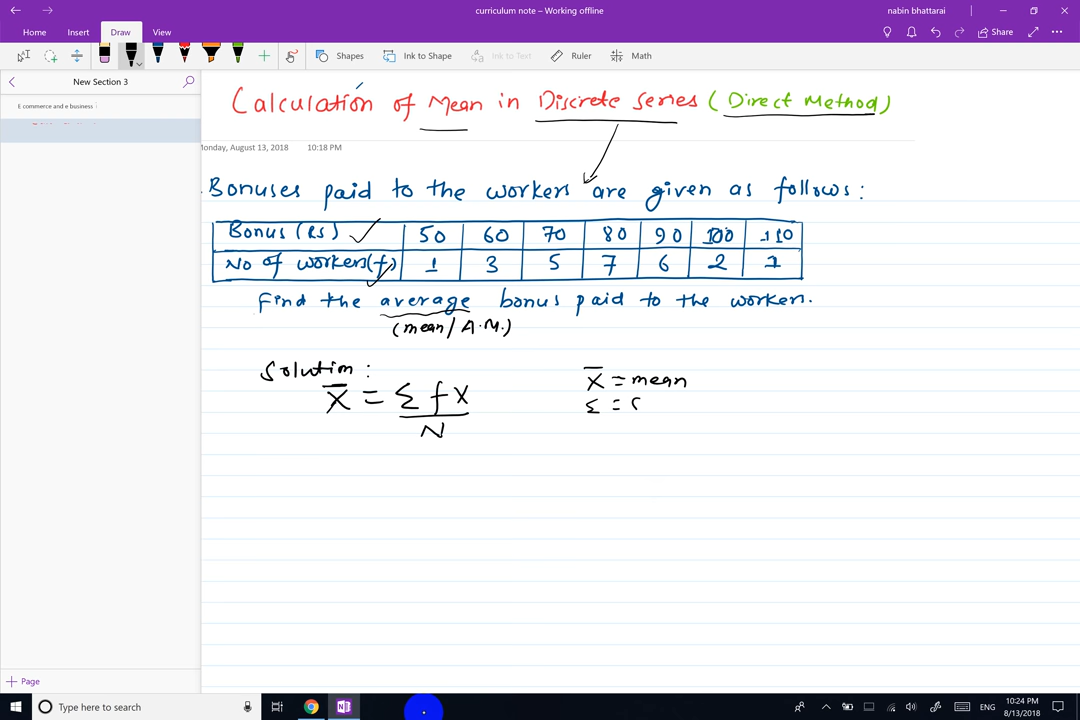 curriculum note – Working offline
nabin bhattarai
Home Insert Draw View
Share
Shapes Ink to Shape Ink to Text Ruler Math
New Section 3
E commerce and e business
Calculation of Mean in Discrete Series (Direct Method)
onday, August 13, 2018 10:18 PM
Bonuses paid to the workers are given as follows:
Bonus (Rs) 50 60 70 80 90 100 110
No of workers(f) 1 3 5 7 6 2 1
Find the average bonus paid to the worker.
(mean/A.M.)
Solution:
X̅ = Σ fX
N
X̅ = mean
Σ =
Page
Type here to search
ENG
10:24 PM
8/13/2018